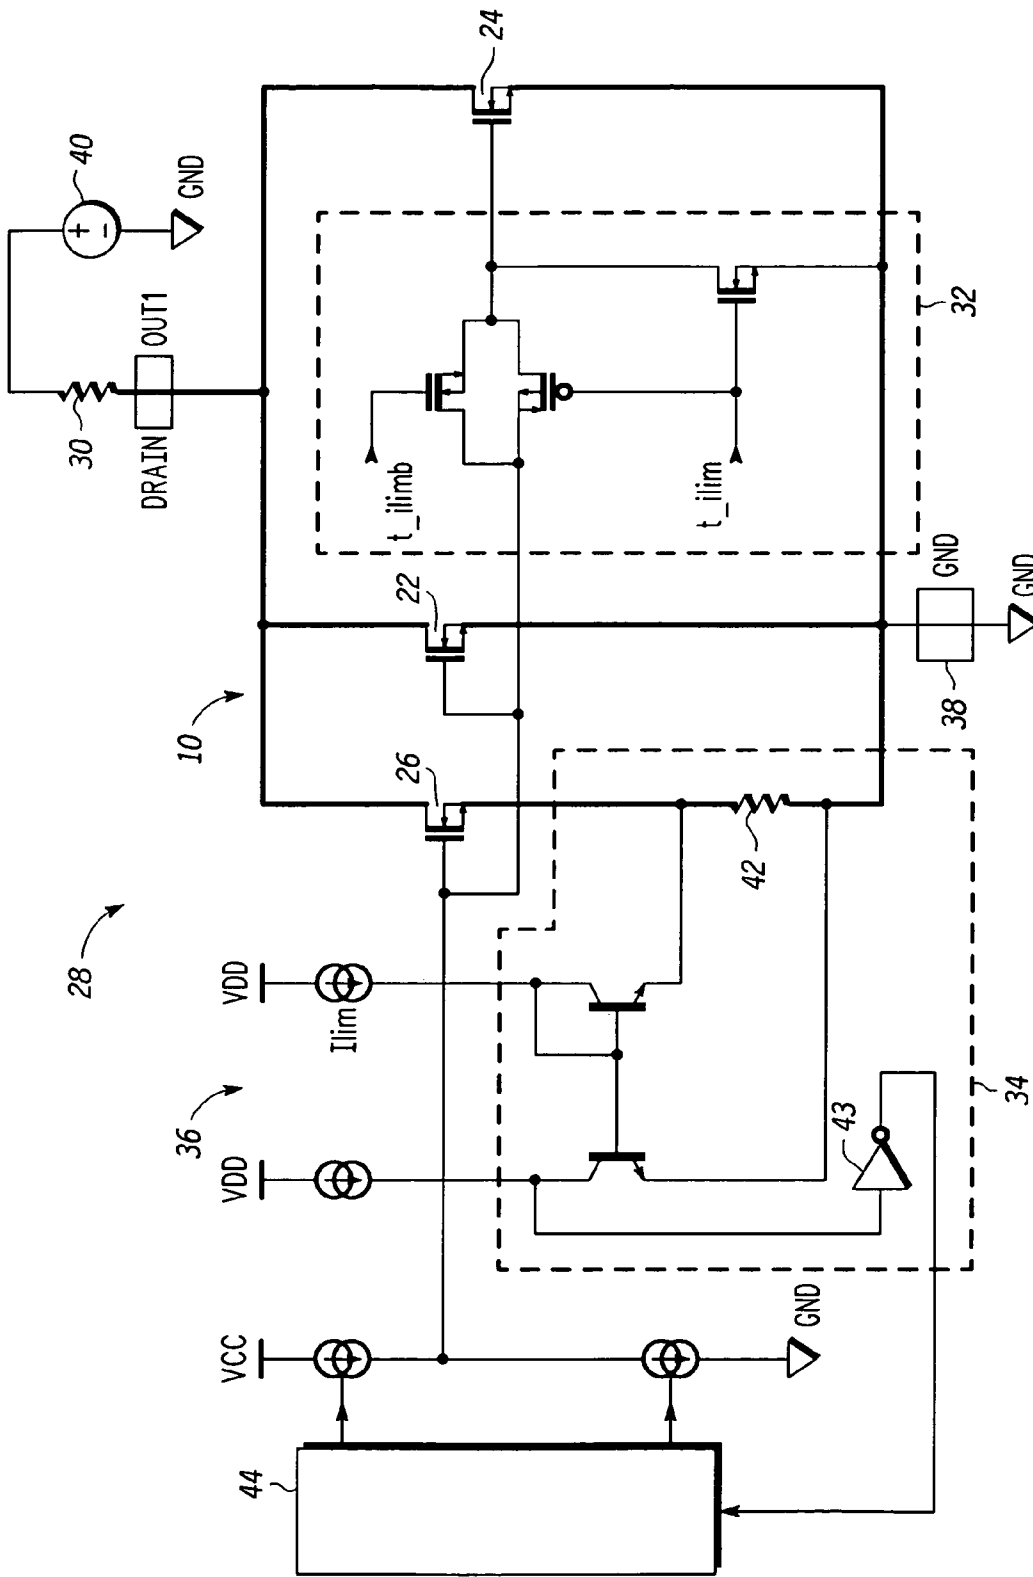 28
44
VCC
VDD
36
VDD
Ilim
10
26
22
30
DRAIN
OUT1
40
GND
24
t_ilimb
t_ilim
32
34
43
42
GND
38
GND
GND